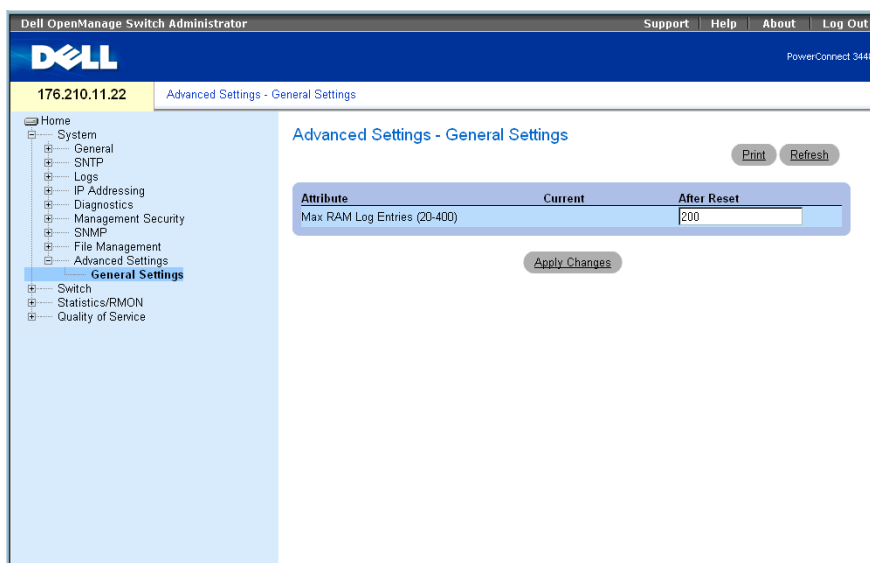 Dell OpenManage Switch Administrator Support Help About Log Out
DELL
PowerConnect 3448
176.210.11.22 Advanced Settings - General Settings
Home
System
General
SNTP
Logs
IP Addressing
Diagnostics
Management Security
SNMP
File Management
Advanced Settings
General Settings
Switch
Statistics/RMON
Quality of Service
Advanced Settings - General Settings
Print Refresh
Attribute Current After Reset
Max RAM Log Entries (20-400) 200
Apply Changes